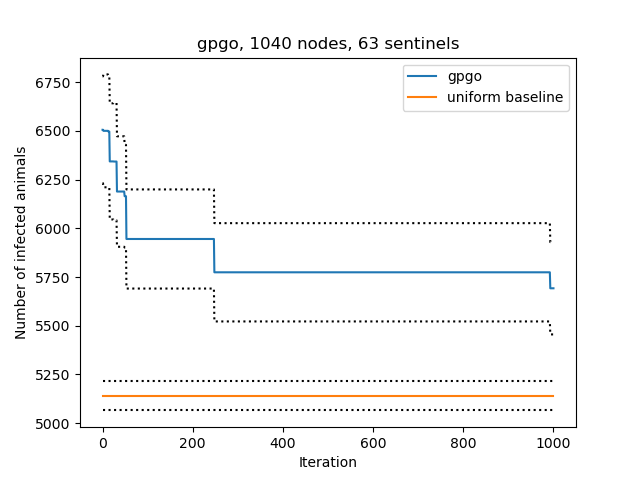 gpgo, 1040 nodes, 63 sentinels
gpgo
uniform baseline
Number of infected animals
6750
6500
6250
6000
5750
5500
5250
5000
0 200 400 600 800 1000
Iteration